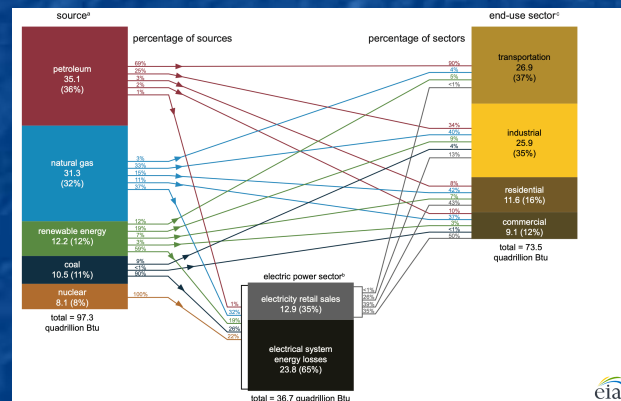 sourceᵃ
end-use sectorᶜ
percentage of sources
percentage of sectors
petroleum
35.1
(36%)
69%
25%
3%
2%
1%
natural gas
31.3
(32%)
3%
33%
15%
11%
37%
renewable energy
12.2 (12%)
12%
19%
7%
3%
59%
coal
10.5 (11%)
9%
<1%
90%
nuclear
8.1 (8%)
100%
total = 97.3
quadrillion Btu
electric power sectorᵇ
1%
32%
19%
26%
22%
electricity retail sales
12.9 (35%)
<1%
26%
39%
35%
electrical system
energy losses
23.8 (65%)
total = 36.7 quadrillion Btu
90%
4%
5%
<1%
transportation
26.9
(37%)
34%
40%
9%
4%
13%
industrial
25.9
(35%)
8%
42%
7%
43%
residential
11.6 (16%)
10%
37%
3%
<1%
50%
commercial
9.1 (12%)
total = 73.5
quadrillion Btu
eia